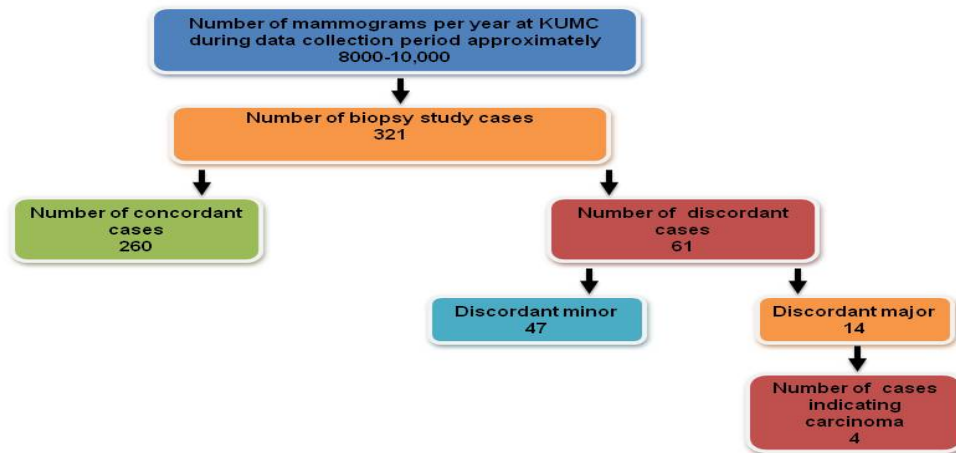 Number of mammograms per year at KUMC
during data collection period approximately
8000-10,000
Number of biopsy study cases
321
Number of concordant
cases
260
Number of discordant
cases
61
Discordant minor
47
Discordant major
14
Number of cases
indicating
carcinoma
4